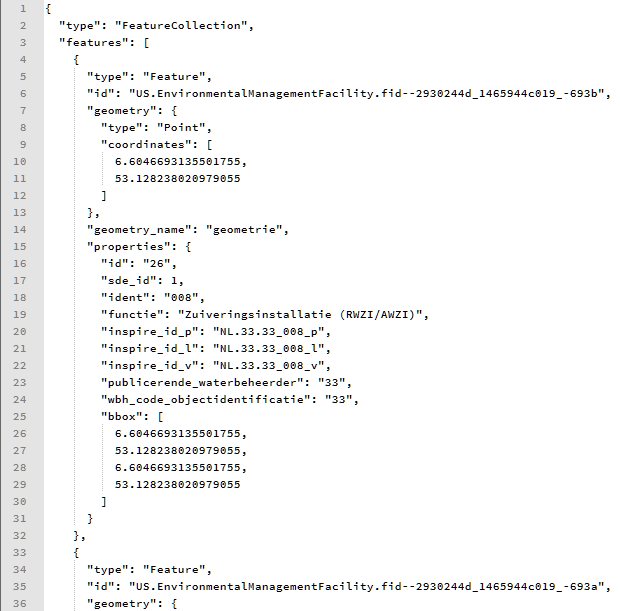 1 {
2 "type": "FeatureCollection",
3 "features": [
4 {
5 "type": "Feature",
6 "id": "US.EnvironmentalManagementFacility.fid--2930244d_1465944c019_-693b",
7 "geometry": {
8 "type": "Point",
9 "coordinates": [
10 6.6046693135501755,
11 53.128238020979055
12 ]
13 },
14 "geometry_name": "geometrie",
15 "properties": {
16 "id": "26",
17 "sde_id": 1,
18 "ident": "008",
19 "functie": "Zuiveringsinstallatie (RWZI/AWZI)",
20 "inspire_id_p": "NL.33.33_008_p",
21 "inspire_id_l": "NL.33.33_008_l",
22 "inspire_id_v": "NL.33.33_008_v",
23 "publicerende_waterbeheerder": "33",
24 "wbh_code_objectidentificatie": "33",
25 "bbox": [
26 6.6046693135501755,
27 53.128238020979055,
28 6.6046693135501755,
29 53.128238020979055
30 ]
31 }
32 },
33 {
34 "type": "Feature",
35 "id": "US.EnvironmentalManagementFacility.fid--2930244d_1465944c019_-693a",
36 "geometry": {